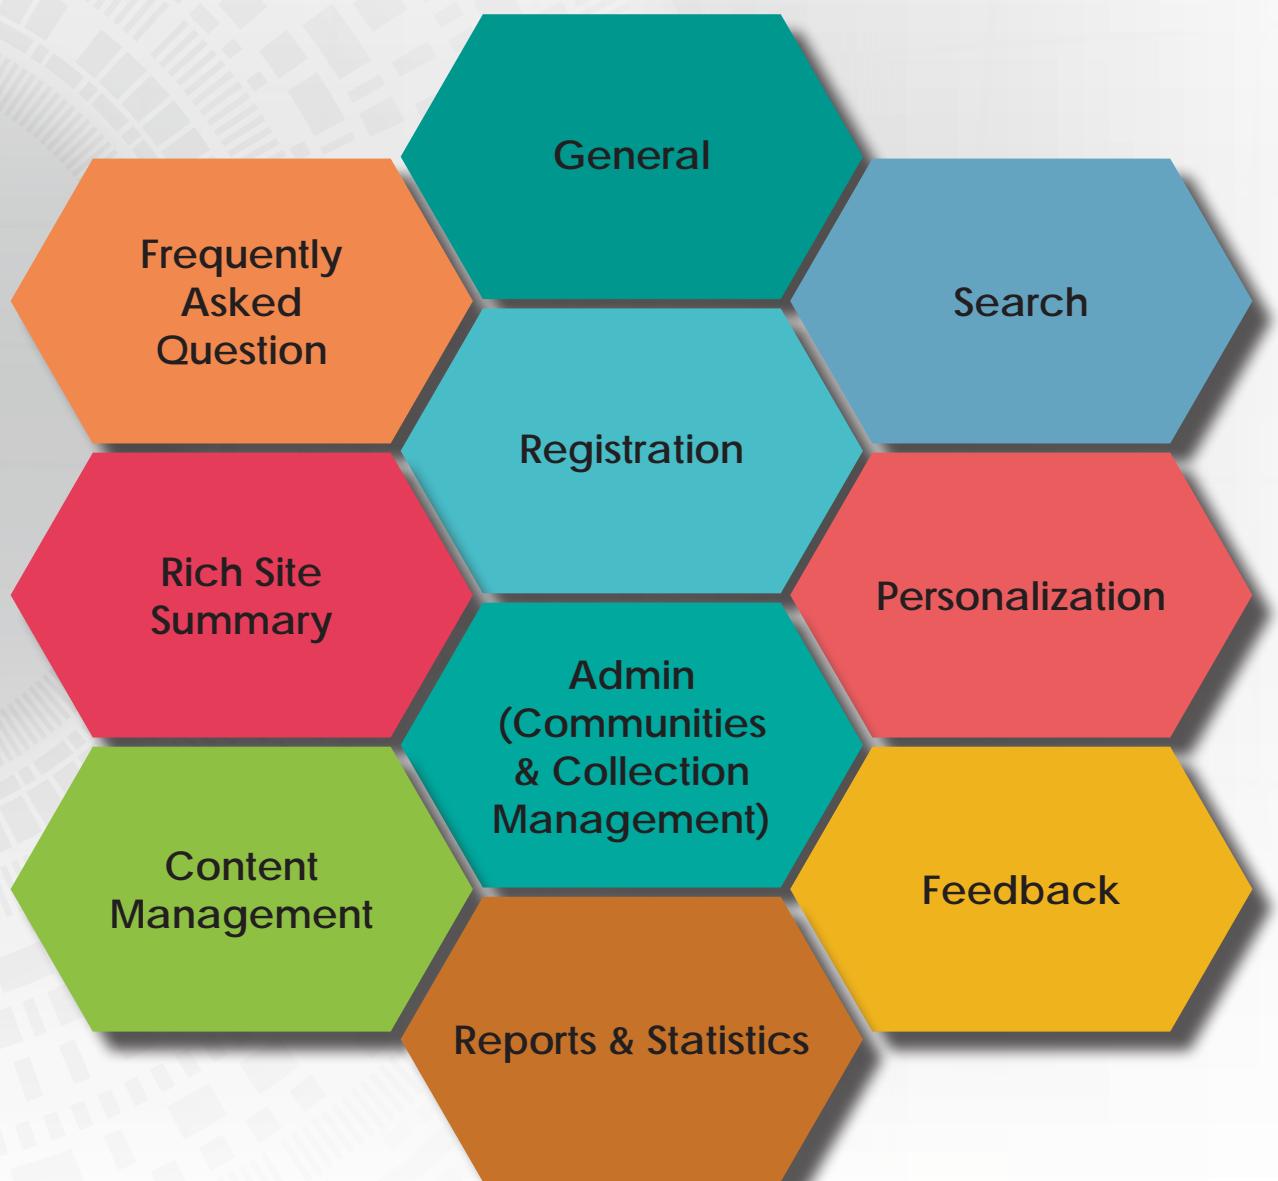 General
Frequently
Asked
Question
Search
Registration
Rich Site
Summary
Personalization
Admin
(Communities
& Collection
Management)
Content
Management
Feedback
Reports & Statistics